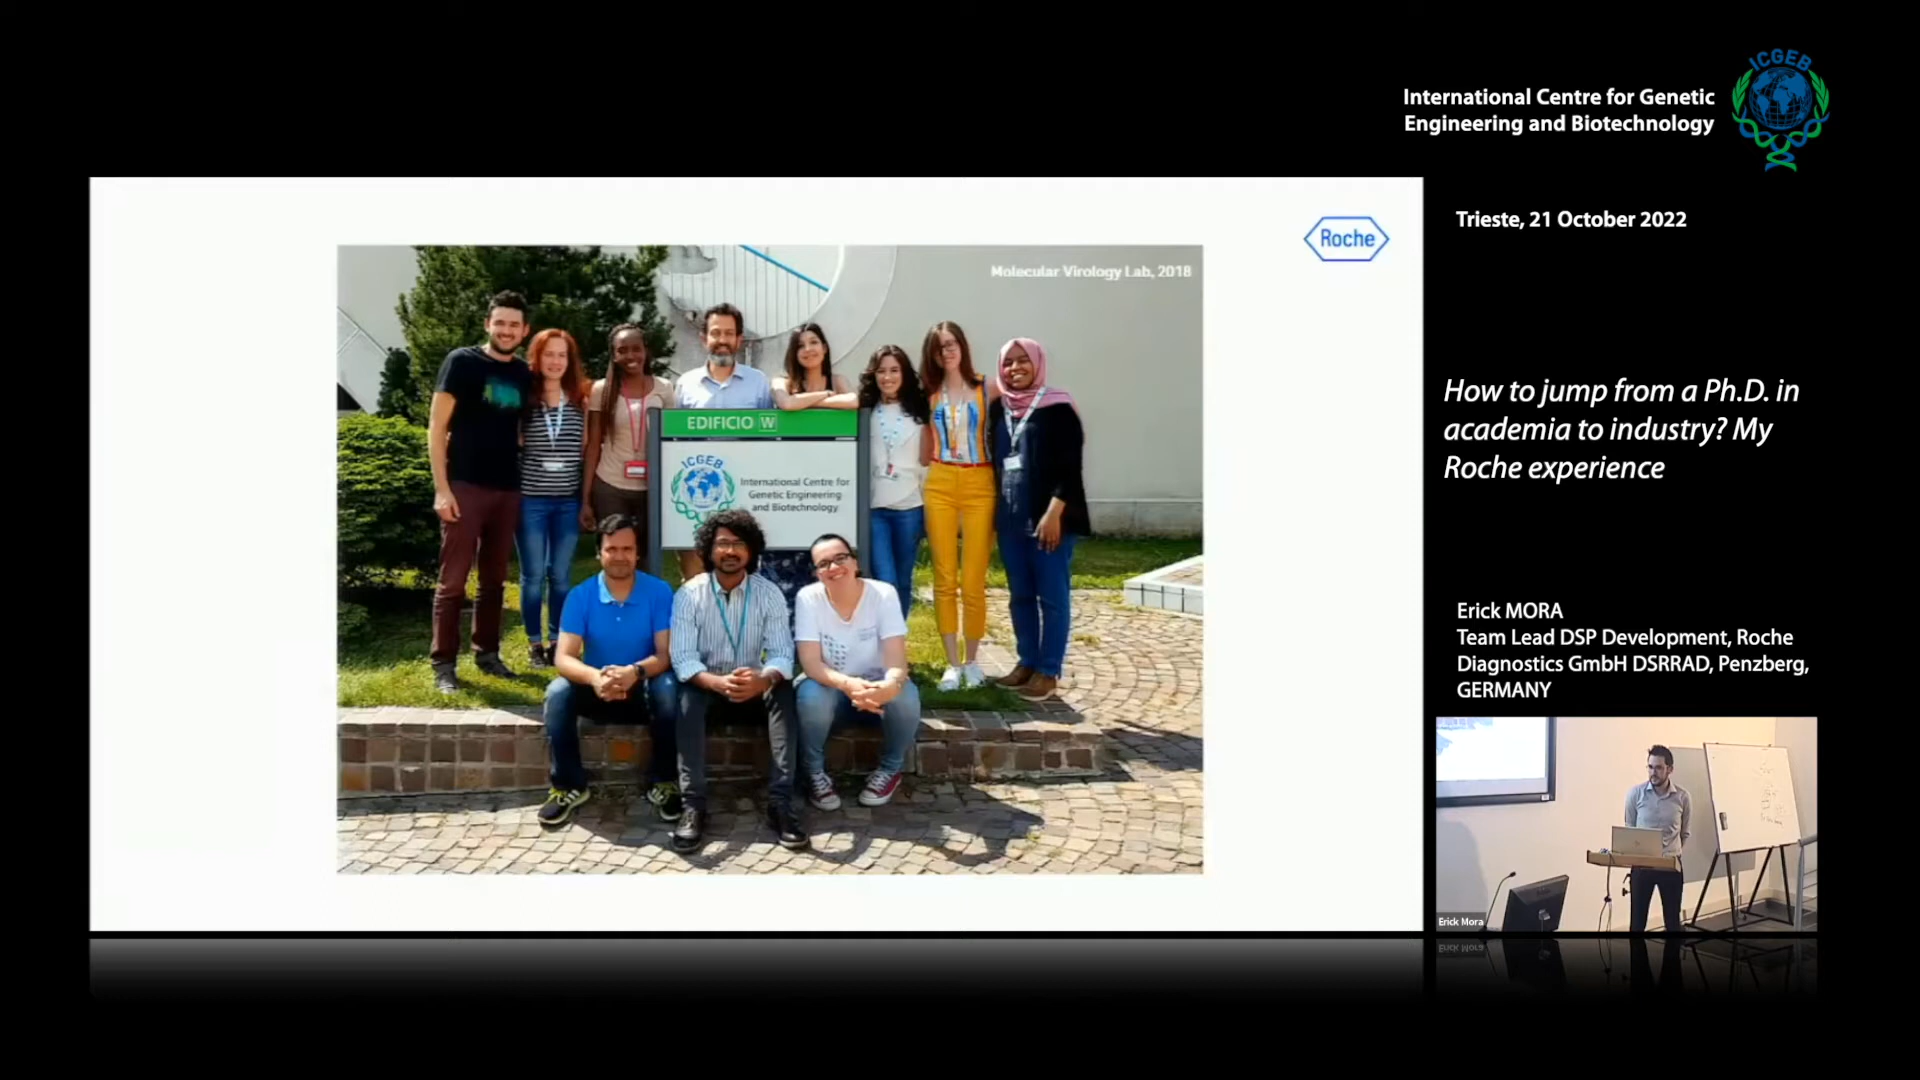 ICGEB
International Centre for Genetic
Engineering and Biotechnology
Trieste, 21 October 2022
Roche
Molecular Virology Lab, 2018
EDIFICIO W
ICGEB
International Centre for
Genetic Engineering
and Biotechnology
How to jump from a Ph.D. in
academia to industry? My
Roche experience
Erick MORA
Team Lead DSP Development, Roche
Diagnostics GmbH DSRRAD, Penzberg,
GERMANY
Erick Mora